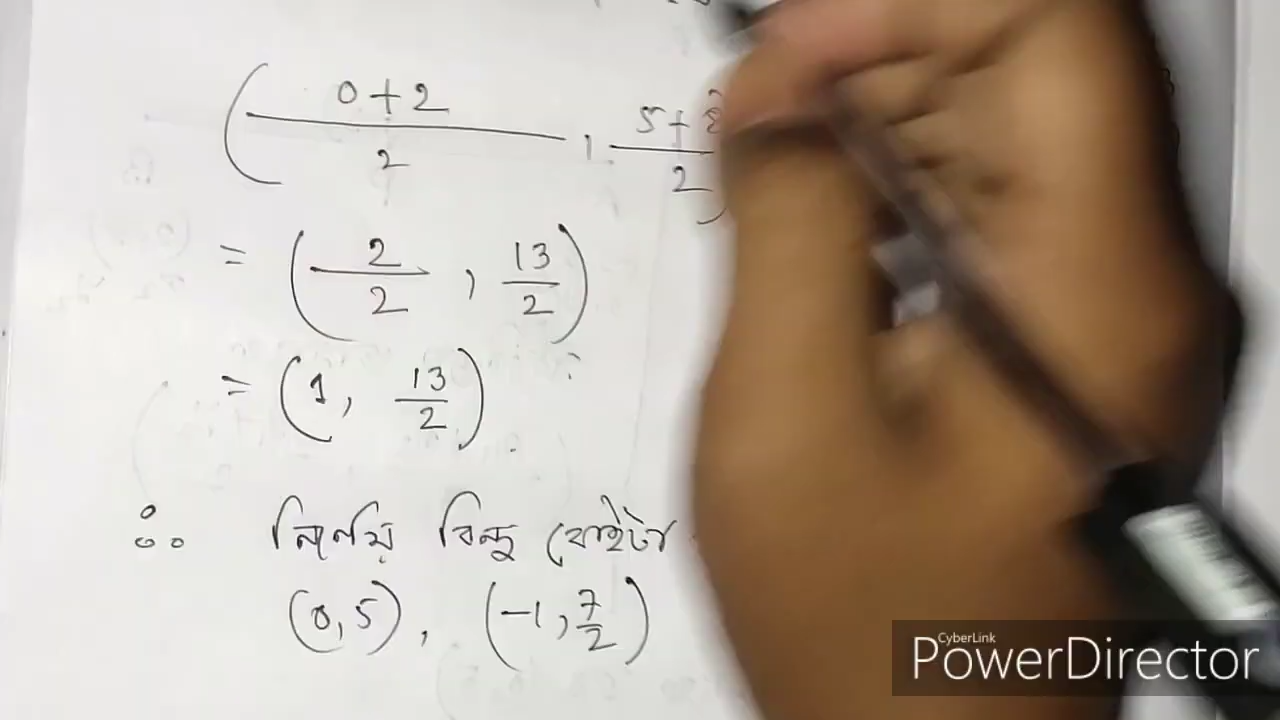 (0+2/2, 5+8/2)
= (2/2, 13/2)
= (1, 13/2)
∴ নির্ণেয় বিন্দু
(0,5), (-1, 7/2)
CyberLink
PowerDirector